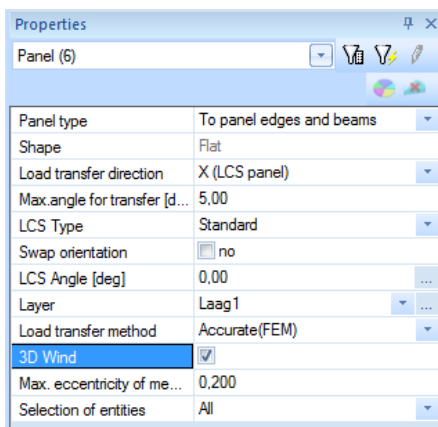 Properties
Panel (6)
Panel type To panel edges and beams
Shape Flat
Load transfer direction X (LCS panel)
Max.angle for transfer [d... 5,00
LCS Type Standard
Swap orientation no
LCS Angle [deg] 0,00 ...
Layer Laag1 ...
Load transfer method Accurate(FEM)
3D Wind
Max. eccentricity of me... 0,200
Selection of entities All